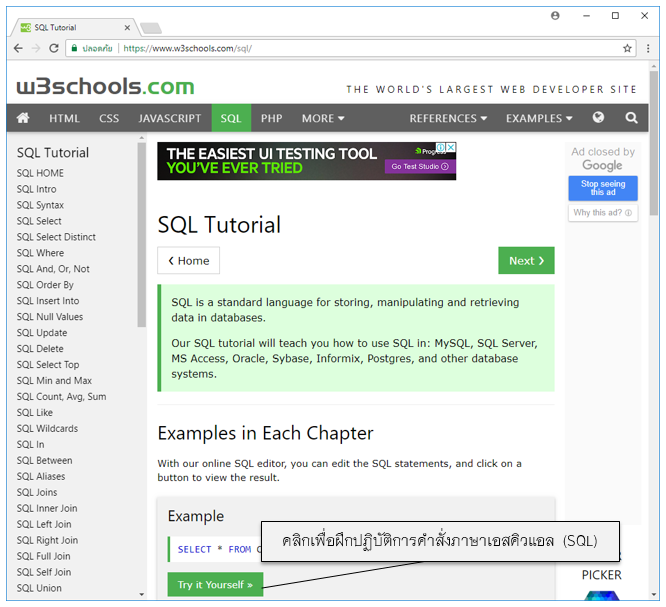 SQL Tutorial
ปลอดภัย https://www.w3schools.com/sql/
w3schools.com
THE WORLD'S LARGEST WEB DEVELOPER SITE
HTML CSS JAVASCRIPT SQL PHP MORE REFERENCES EXAMPLES
SQL Tutorial
SQL HOME
SQL Intro
SQL Syntax
SQL Select
SQL Select Distinct
SQL Where
SQL And, Or, Not
SQL Order By
SQL Insert Into
SQL Null Values
SQL Update
SQL Delete
SQL Select Top
SQL Min and Max
SQL Count, Avg, Sum
SQL Like
SQL Wildcards
SQL In
SQL Between
SQL Aliases
SQL Joins
SQL Inner Join
SQL Left Join
SQL Right Join
SQL Full Join
SQL Self Join
SQL Union
THE EASIEST UI TESTING TOOL
YOU'VE EVER TRIED
Go Test Studio
SQL Tutorial
❮ Home
Next ❯
SQL is a standard language for storing, manipulating and retrieving
data in databases.
Our SQL tutorial will teach you how to use SQL in: MySQL, SQL Server,
MS Access, Oracle, Sybase, Informix, Postgres, and other database
systems.
Examples in Each Chapter
With our online SQL editor, you can edit the SQL statements, and click on a
button to view the result.
Example
SELECT * FROM
คลิกเพื่อฝึกปฏิบัติการคำสั่งภาษาเอสคิวแอล (SQL)
Try it Yourself »
Ad closed by
Google
Stop seeing
this ad
Why this ad?
PICKER